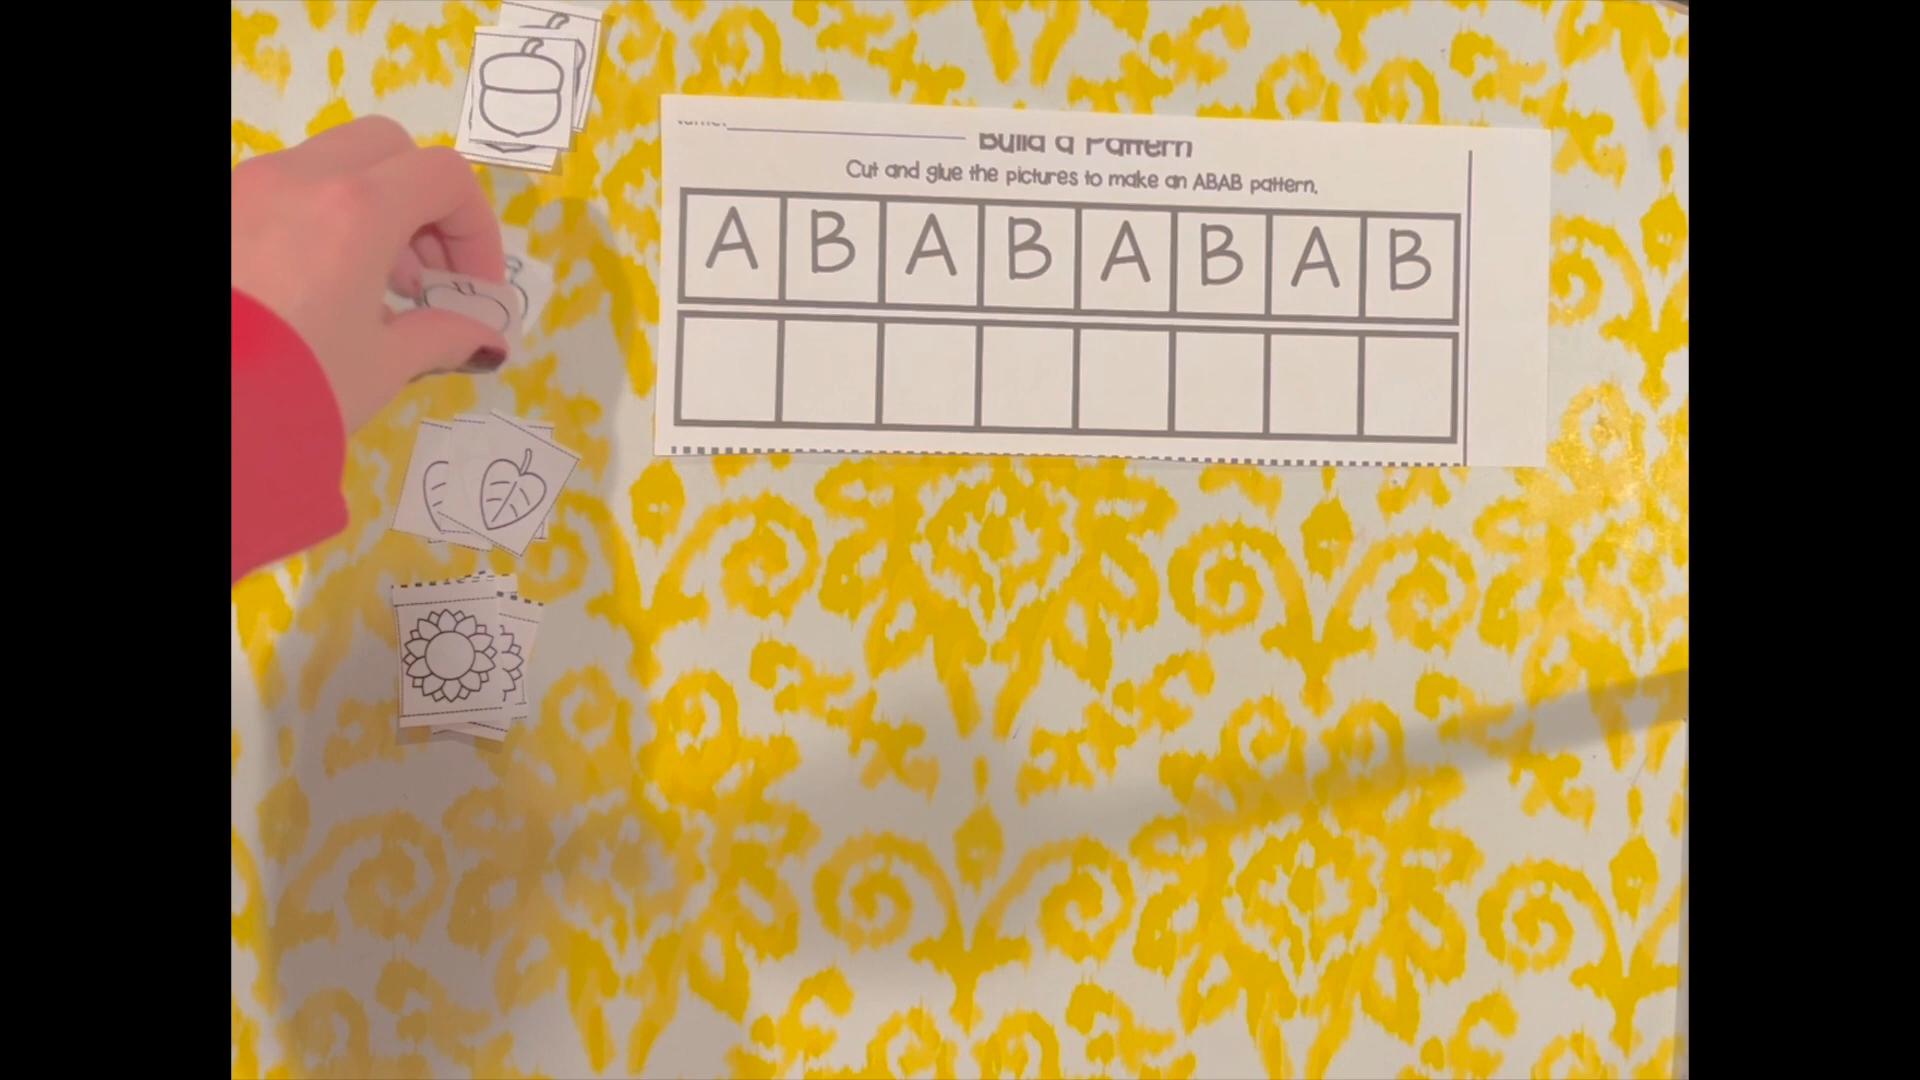 Build a Pattern
Cut and glue the pictures to make an ABAB pattern.
A B A B A B A B